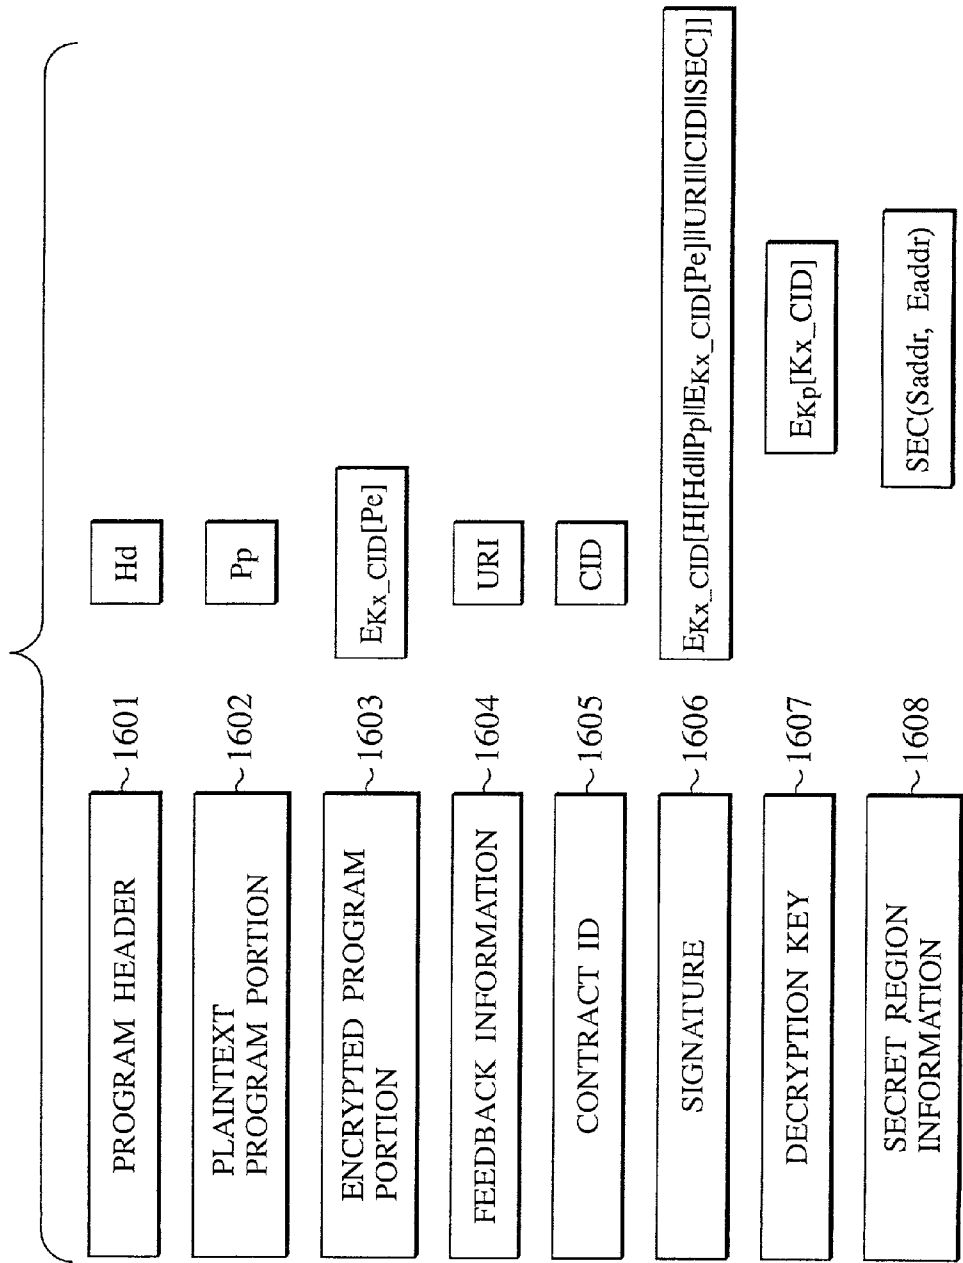 PROGRAM HEADER
1601
Hd
PLAINTEXT
PROGRAM PORTION
1602
Pp
ENCRYPTED PROGRAM
PORTION
1603
EKx_CID[Pe]
FEEDBACK INFORMATION
1604
URI
CONTRACT ID
1605
CID
SIGNATURE
1606
EKx_CID[H[Hd||Pp||EKx_CID[Pe]||URI||CID||SEC]]
DECRYPTION KEY
1607
EKp[Kx_CID]
SECRET REGION
INFORMATION
1608
SEC(Saddr, Eaddr)